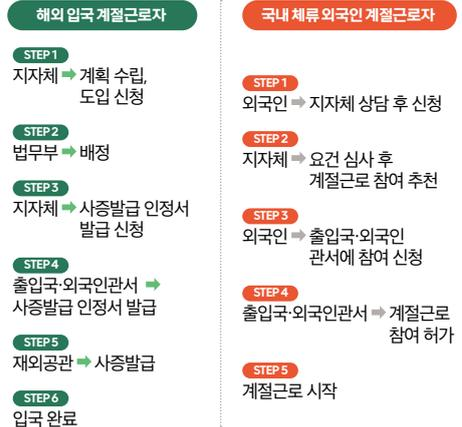 해외 입국 계절근로자
STEP 1
지자체 ➡ 계획 수립,
도입 신청
STEP 2
법무부 ➡ 배정
STEP 3
지자체 ➡ 사증발급 인정서
발급 신청
STEP 4
출입국·외국인관서 ➡
사증발급 인정서 발급
STEP 5
재외공관 ➡ 사증발급
STEP 6
입국 완료
국내 체류 외국인 계절근로자
STEP 1
외국인 ➡ 지자체 상담 후 신청
STEP 2
지자체 ➡ 요건 심사 후
계절근로 참여 추천
STEP 3
외국인 ➡ 출입국·외국인
관서에 참여 신청
STEP 4
출입국·외국인관서 ➡ 계절근로
참여 허가
STEP 5
계절근로 시작